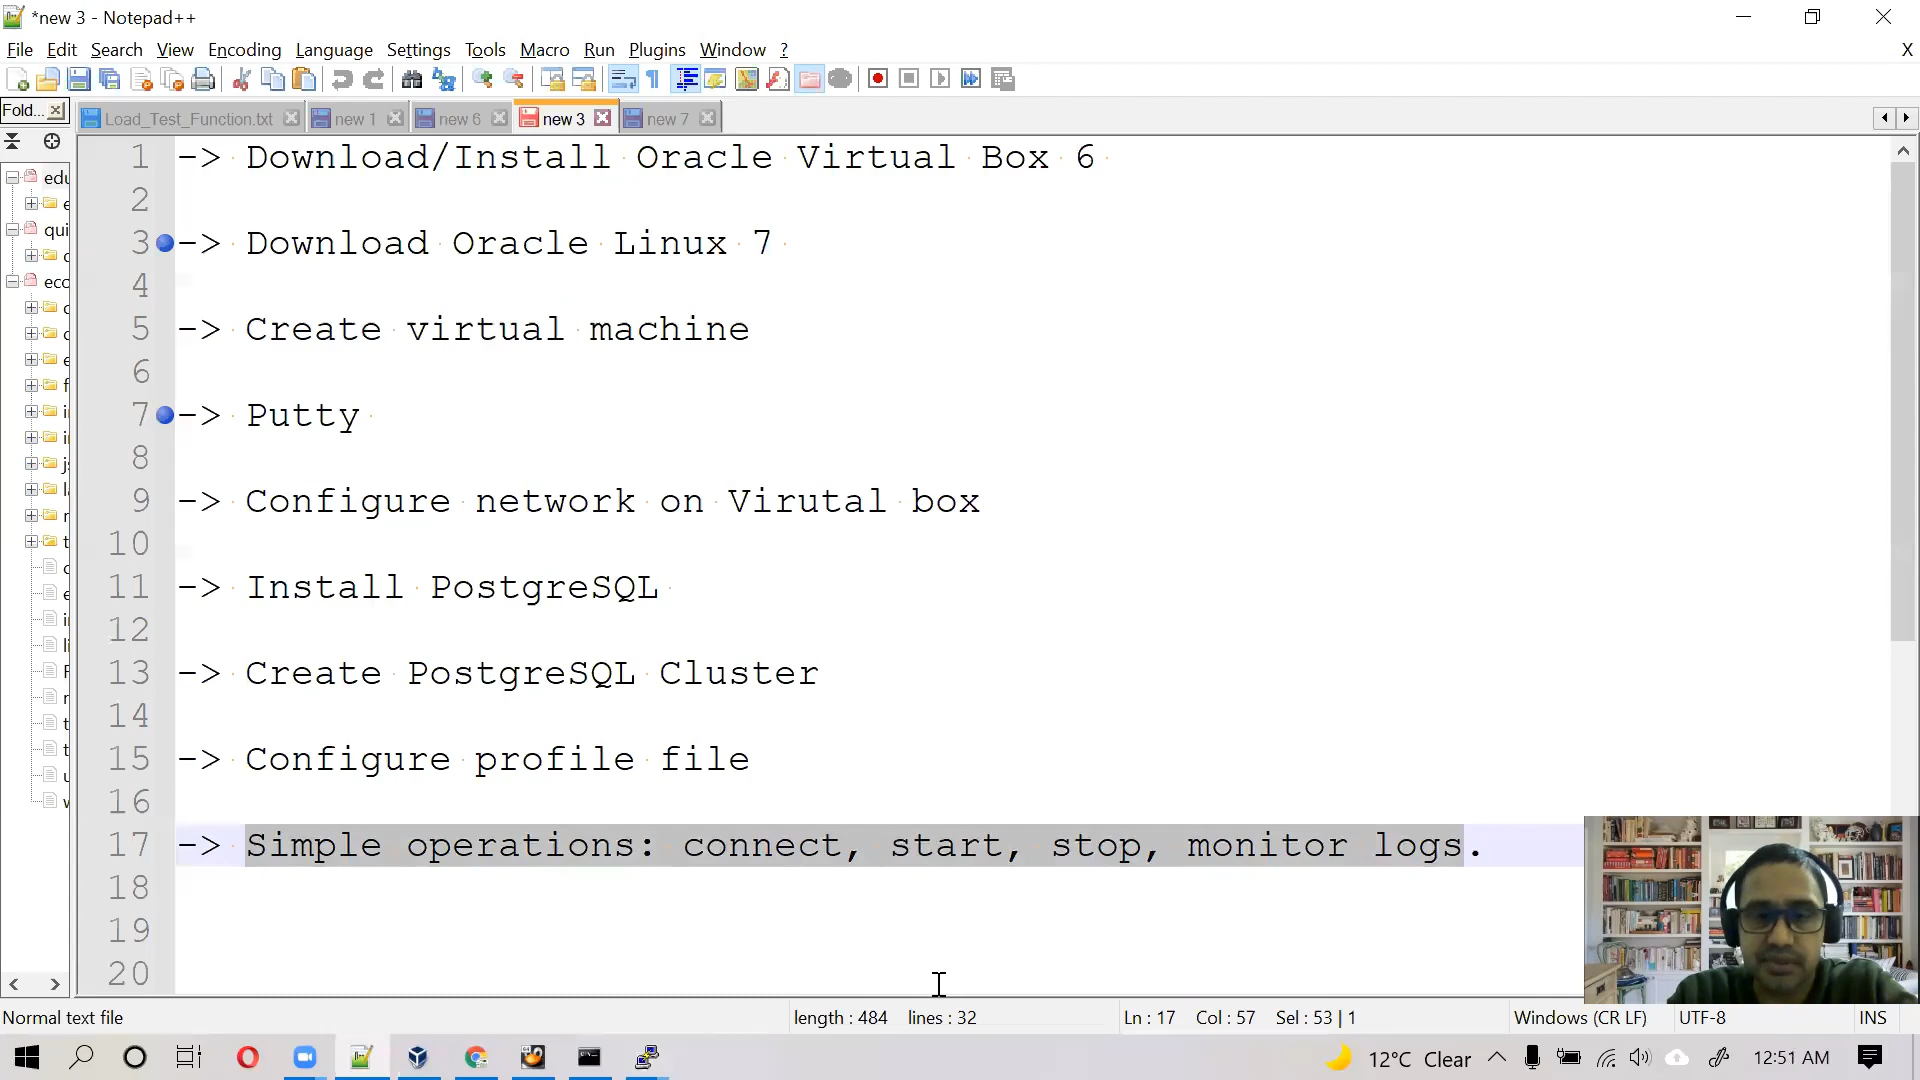 *new 3 - Notepad++
File Edit Search View Encoding Language Settings Tools Macro Run Plugins Window ? X
Fold... Load_Test_Function.txt new 1 new 6 new 3 new 7
1 -> Download/Install Oracle Virtual Box 6
2
3 -> Download Oracle Linux 7
4
5 -> Create virtual machine
6
7 -> Putty
8
9 -> Configure network on Virutal box
10
11 -> Install PostgreSQL
12
13 -> Create PostgreSQL Cluster
14
15 -> Configure profile file
16
17 -> Simple operations: connect, start, stop, monitor logs.
18
19
20
edu
qui
eco
Normal text file length : 484 lines : 32 Ln : 17 Col : 57 Sel : 53 | 1 Windows (CR LF) UTF-8 INS
12°C Clear 12:51 AM